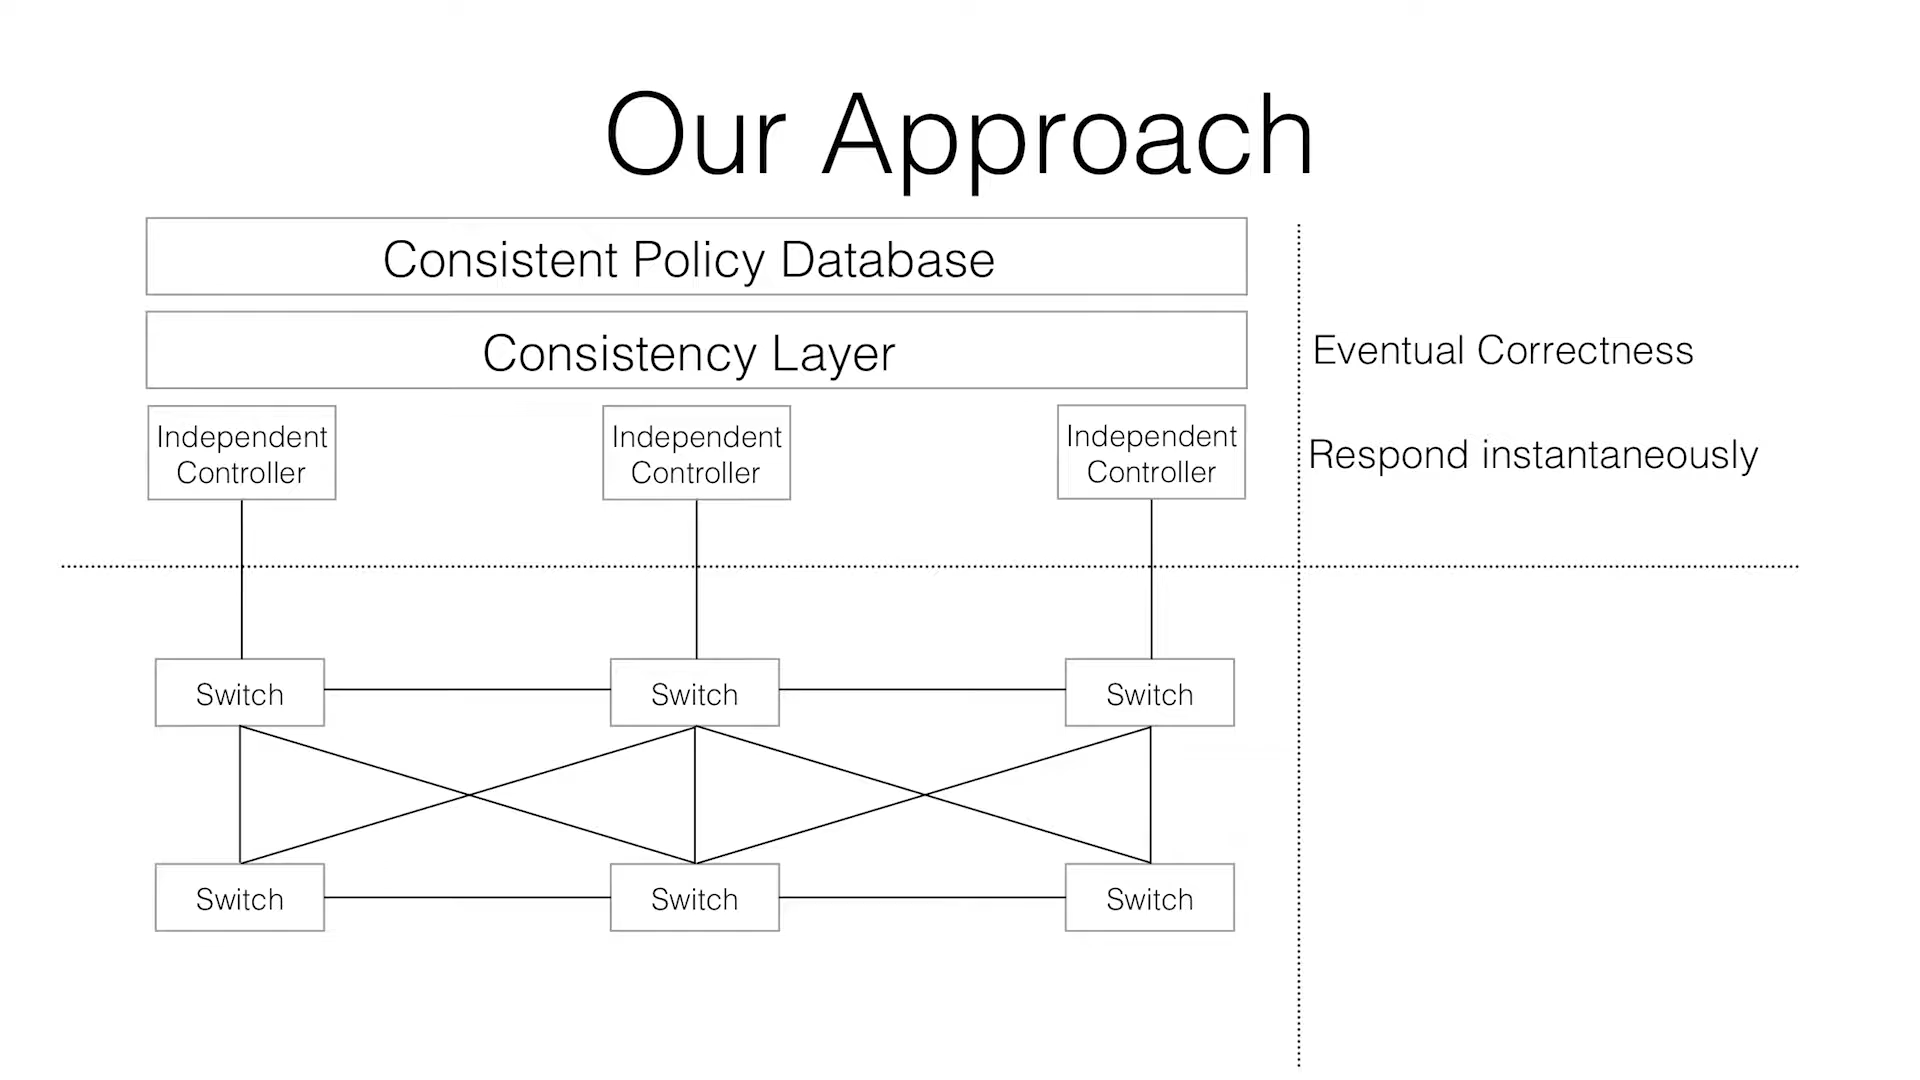 Our Approach
Consistent Policy Database
Consistency Layer
Eventual Correctness
Independent
Controller
Independent
Controller
Independent
Controller
Respond instantaneously
Switch
Switch
Switch
Switch
Switch
Switch